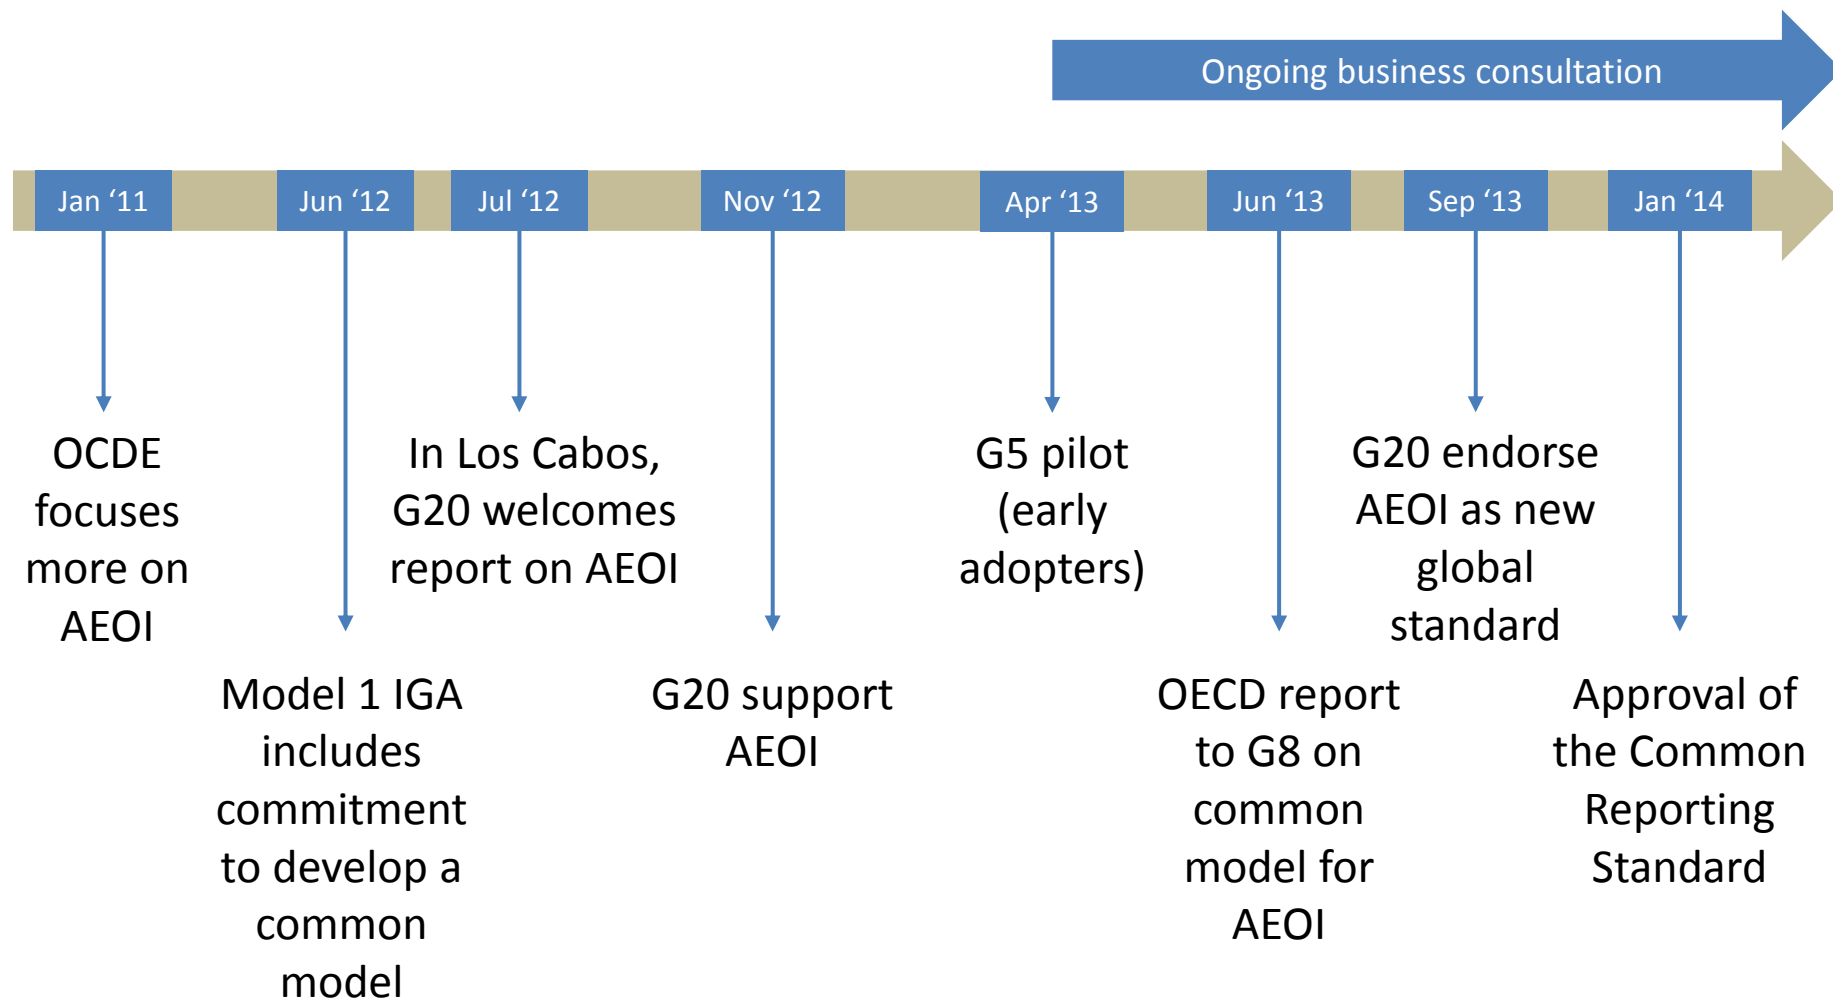 Ongoing business consultation
Jan ‘11
Jun ‘12
Jul ‘12
Nov ‘12
Apr ‘13
Jun ‘13
Sep ‘13
Jan ‘14
OCDE
focuses
more on
AEOI
In Los Cabos,
G20 welcomes
report on AEOI
G5 pilot
(early
adopters)
G20 endorse
AEOI as new
global
standard
Model 1 IGA
includes
commitment
to develop a
common
model
G20 support
AEOI
OECD report
to G8 on
common
model for
AEOI
Approval of
the Common
Reporting
Standard